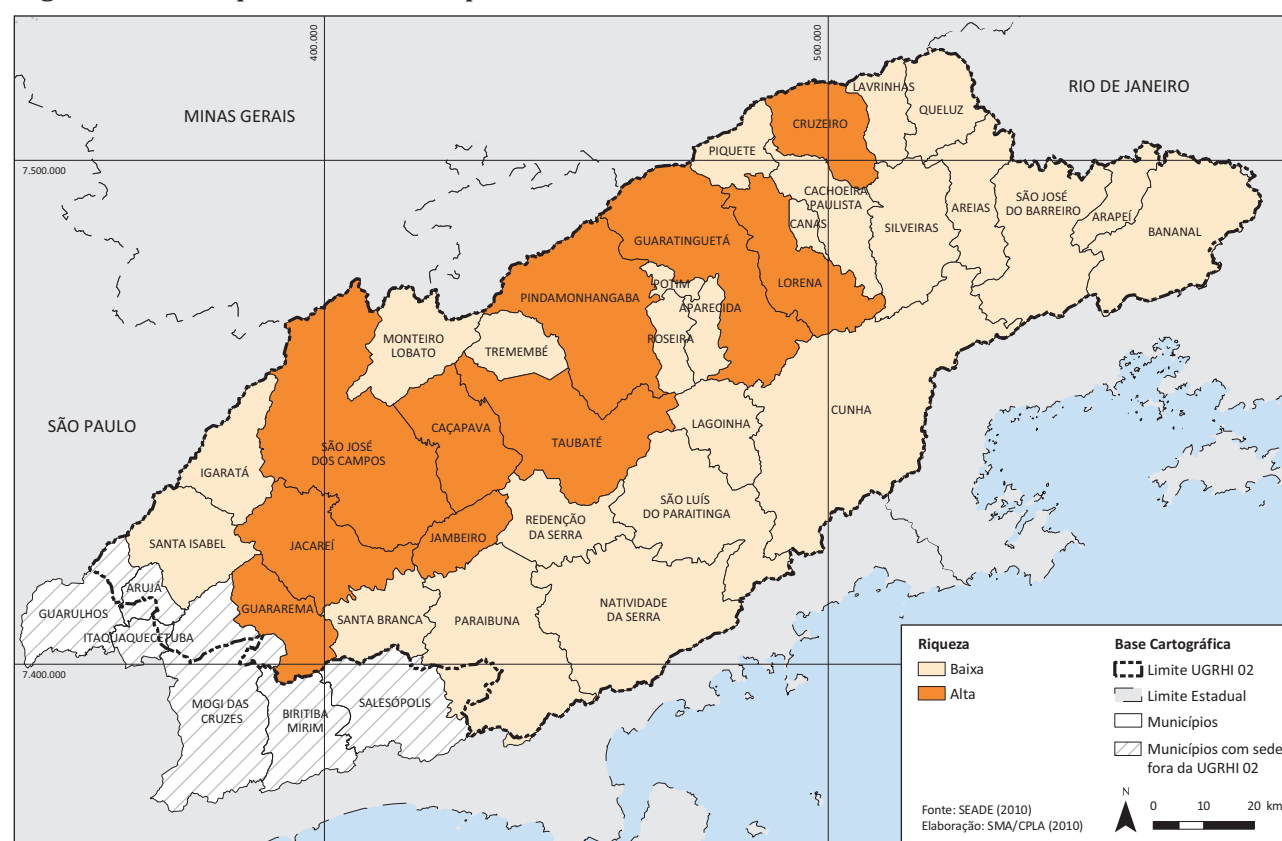 400.000
500.000
MINAS GERAIS
RIO DE JANEIRO
SÃO PAULO
7.500.000
7.400.000
LAVRINHAS
QUELUZ
CRUZEIRO
PIQUETE
CACHOEIRA
PAULISTA
CANAS
SILVEIRAS
AREIAS
SÃO JOSÉ
DO BARREIRO
ARAPEÍ
BANANAL
GUARATINGUETÁ
LORENA
POTIM
APARECIDA
ROSEIRA
PINDAMONHANGABA
MONTEIRO
LOBATO
TREMEMBÉ
CUNHA
LAGOINHA
TAUBATÉ
CAÇAPAVA
SÃO JOSÉ
DOS CAMPOS
IGARATÁ
SÃO LUÍS
DO PARAITINGA
REDENÇÃO
DA SERRA
JAMBEIRO
JACAREÍ
SANTA ISABEL
ARUJÁ
GUARULHOS
GUARAREMA
SANTA BRANCA
PARAIBUNA
NATIVIDADE
DA SERRA
ITAQUAQUECETUBA
MOGI DAS
CRUZES
BIRITIBA
MIRIM
SALESÓPOLIS
Riqueza
Baixa
Alta
Base Cartográfica
Limite UGRHI 02
Limite Estadual
Municípios
Municípios com sede
fora da UGRHI 02
Fonte: SEADE (2010)
Elaboração: SMA/CPLA (2010)
N
0 10 20 km